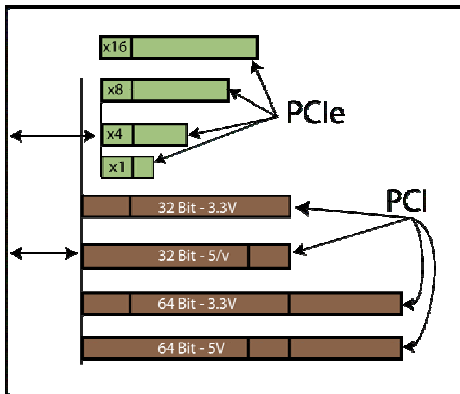 x16
x8
PCIe
x4
x1
32 Bit - 3.3V
PCI
32 Bit - 5/v
64 Bit - 3.3V
64 Bit - 5V